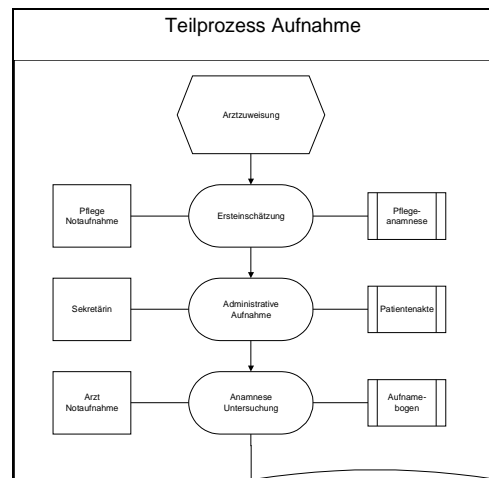 Teilprozess Aufnahme
Arztzuweisung
Pflege
Notaufnahme
Ersteinschätzung
Pflege-
anamnese
Sekretärin
Administrative
Aufnahme
Patientenakte
Arzt
Notaufnahme
Anamnese
Untersuchung
Aufname-
bogen